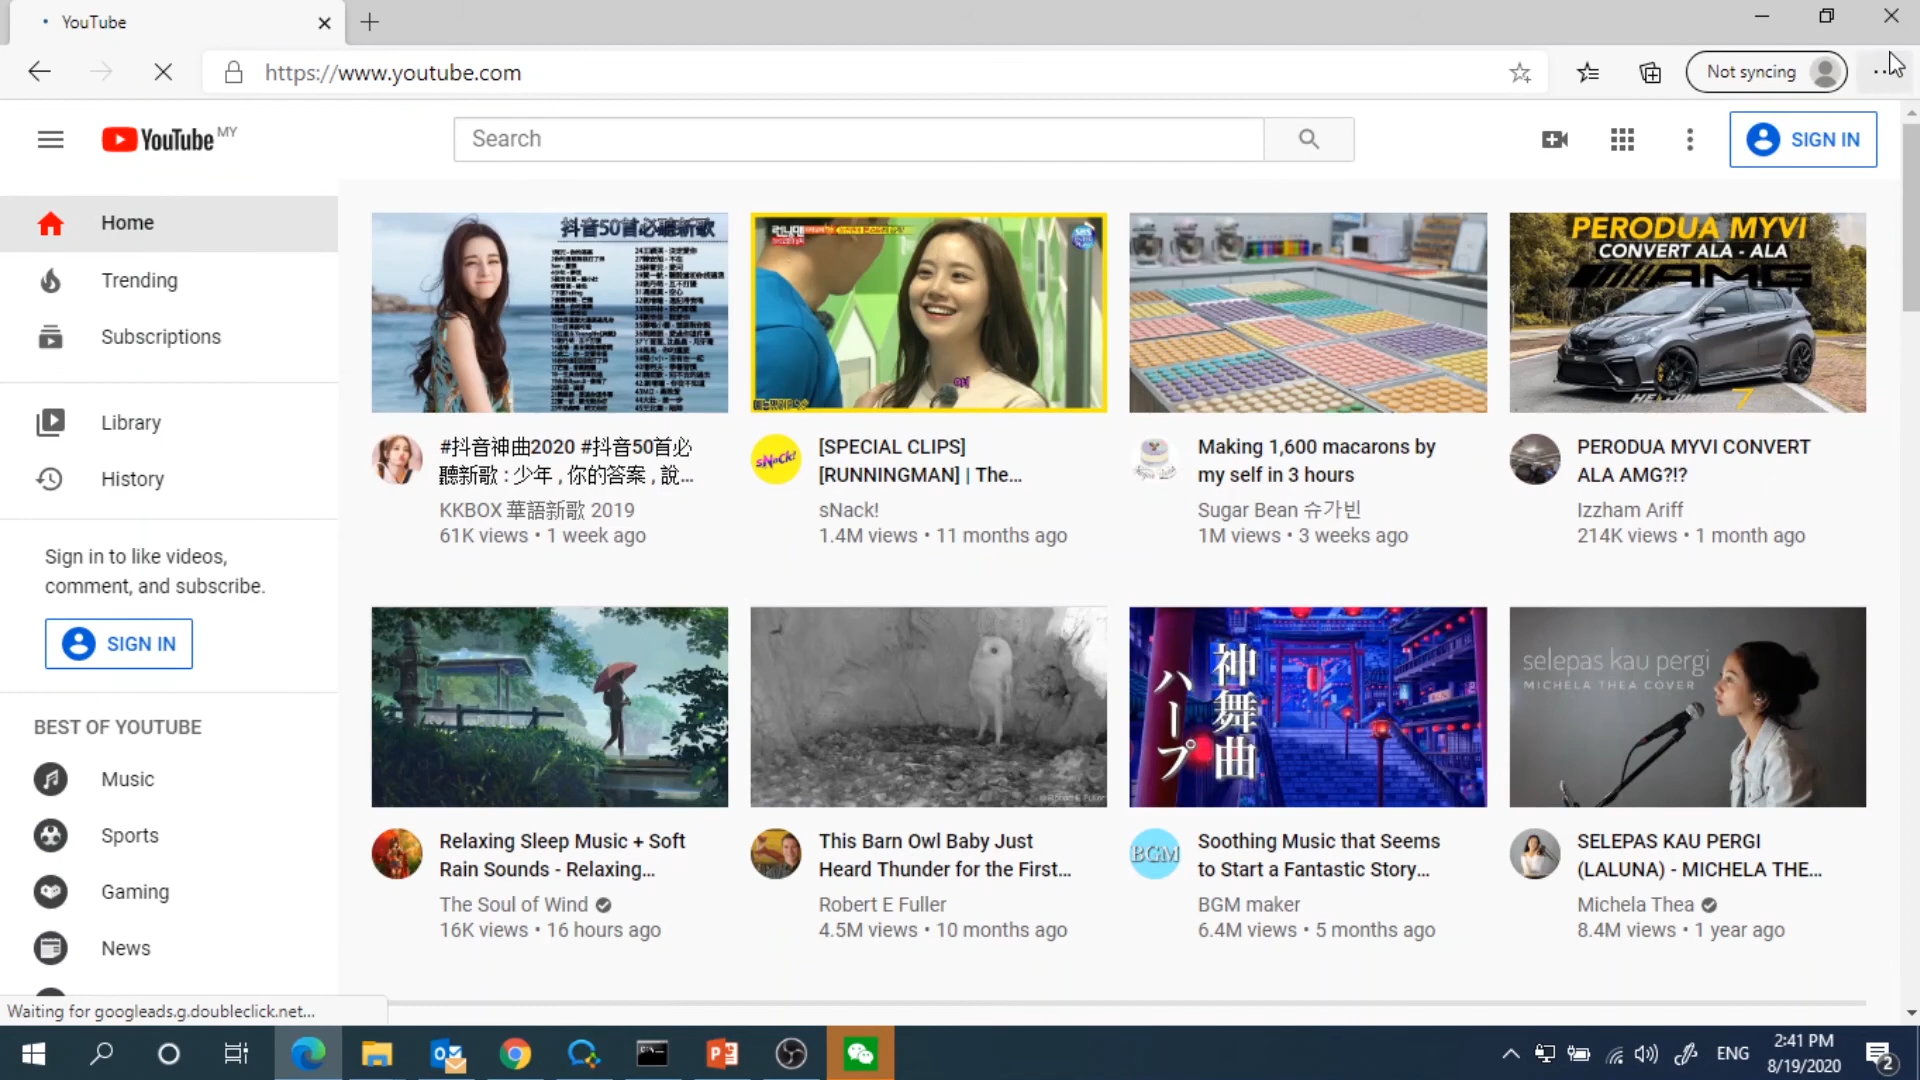 YouTube
https://www.youtube.com
Not syncing
YouTube MY
Search
SIGN IN
Home
Trending
Subscriptions
Library
History
Sign in to like videos,
comment, and subscribe.
SIGN IN
BEST OF YOUTUBE
Music
Sports
Gaming
News
抖音50首必聽新歌
PERODUA MYVI
CONVERT ALA - ALA
AMG
#抖音神曲2020 #抖音50首必
聽新歌 : 少年 , 你的答案 , 說...
KKBOX 華語新歌 2019
61K views • 1 week ago
sNack!
[SPECIAL CLIPS]
[RUNNINGMAN] | The...
sNack!
1.4M views • 11 months ago
Making 1,600 macarons by
my self in 3 hours
Sugar Bean 슈가빈
1M views • 3 weeks ago
PERODUA MYVI CONVERT
ALA AMG?!?
Izzham Ariff
214K views • 1 month ago
神舞曲
ハープ
selepas kau pergi
MICHELA THEA COVER
Relaxing Sleep Music + Soft
Rain Sounds - Relaxing...
The Soul of Wind
16K views • 16 hours ago
This Barn Owl Baby Just
Heard Thunder for the First...
Robert E Fuller
4.5M views • 10 months ago
BGM
Soothing Music that Seems
to Start a Fantastic Story...
BGM maker
6.4M views • 5 months ago
SELEPAS KAU PERGI
(LALUNA) - MICHELA THE...
Michela Thea
8.4M views • 1 year ago
Waiting for googleads.g.doubleclick.net...
ENG
2:41 PM
8/19/2020
2